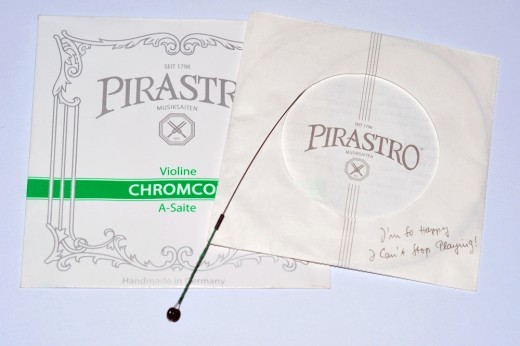 SEIT 1798
PIRASTRO
MUSIKSAITEN
Violine
CHROMCO
A-Saite
Handmade in Germany
SEIT 1798
PIRASTRO®
MUSIKSAITEN
I'm so Happy
I Can't Stop Playing!